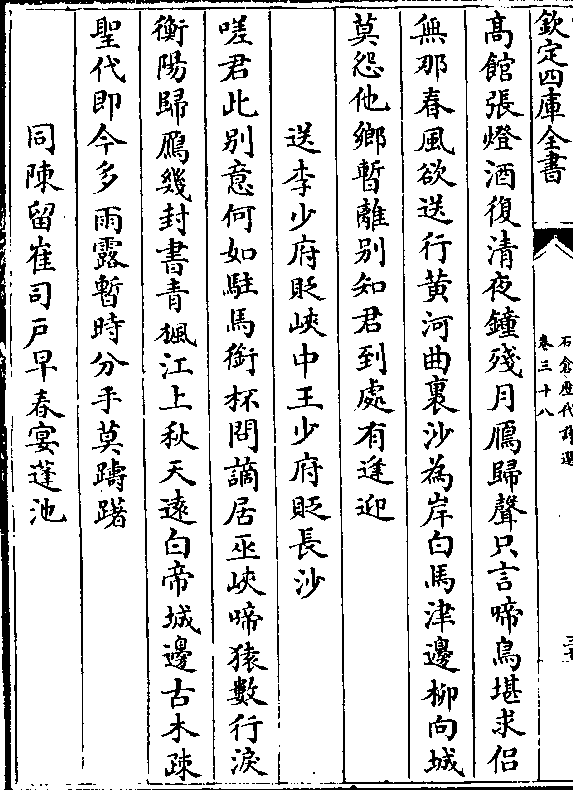 欽定四庫全書
石倉歷代詩選
卷三十八
高館張燈酒復清夜鐘殘月鴈歸聲只言啼鳥堪求侣
無那春風欲送行黄河曲裏沙為岸白馬津邊柳向城
莫怨他鄉暫離别知君到處有逢迎
送李少府貶峽中王少府貶長沙
嗟君此别意何如駐馬銜杯問謫居巫峽啼猿數行淚
衡陽歸鴈幾封書青楓江上秋天逺白帝城邊古木疎
聖代即今多雨露暫時分手莫躊躇
同陳留崔司户早春宴蓬池